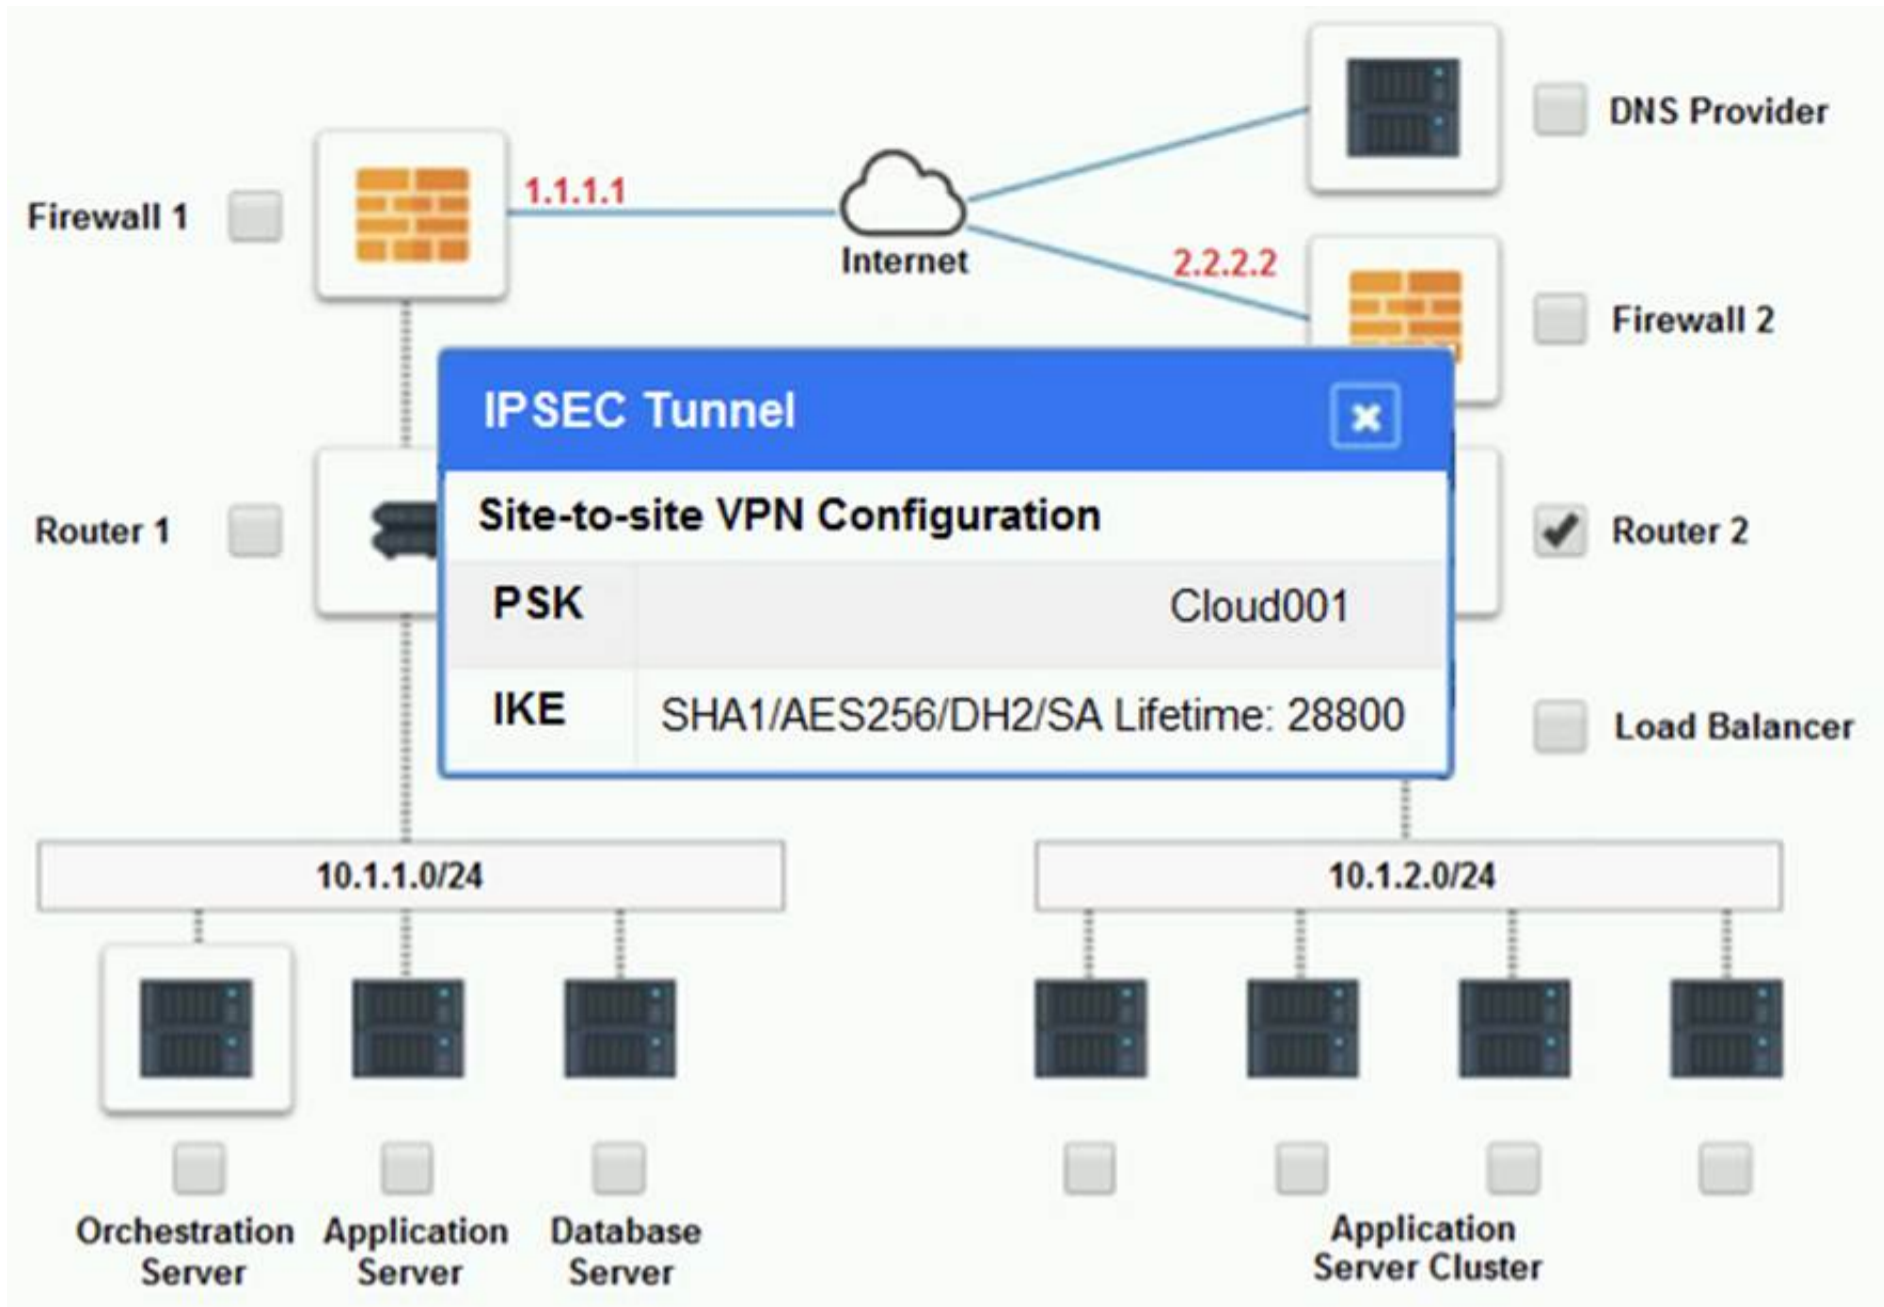 DNS Provider
Firewall 1
1.1.1.1
Internet
2.2.2.2
Firewall 2
IPSEC Tunnel
Site-to-site VPN Configuration
PSK Cloud001
IKE SHA1/AES256/DH2/SA Lifetime: 28800
Router 1
Router 2
Load Balancer
10.1.1.0/24
10.1.2.0/24
Orchestration
Server
Application
Server
Database
Server
Application
Server Cluster